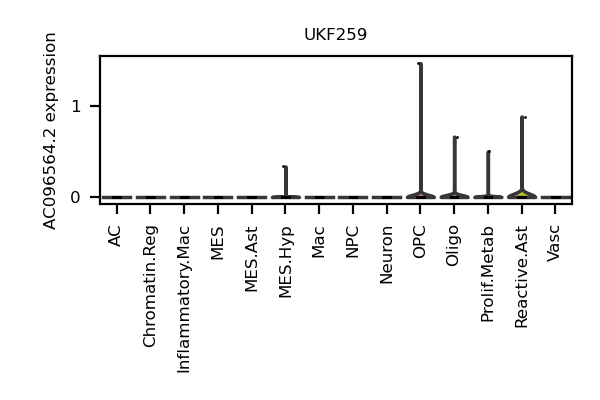 UKF259
AC096564.2 expression
1
0
AC
Chromatin.Reg
Inflammatory.Mac
MES
MES.Ast
MES.Hyp
Mac
NPC
Neuron
OPC
Oligo
Prolif.Metab
Reactive.Ast
Vasc